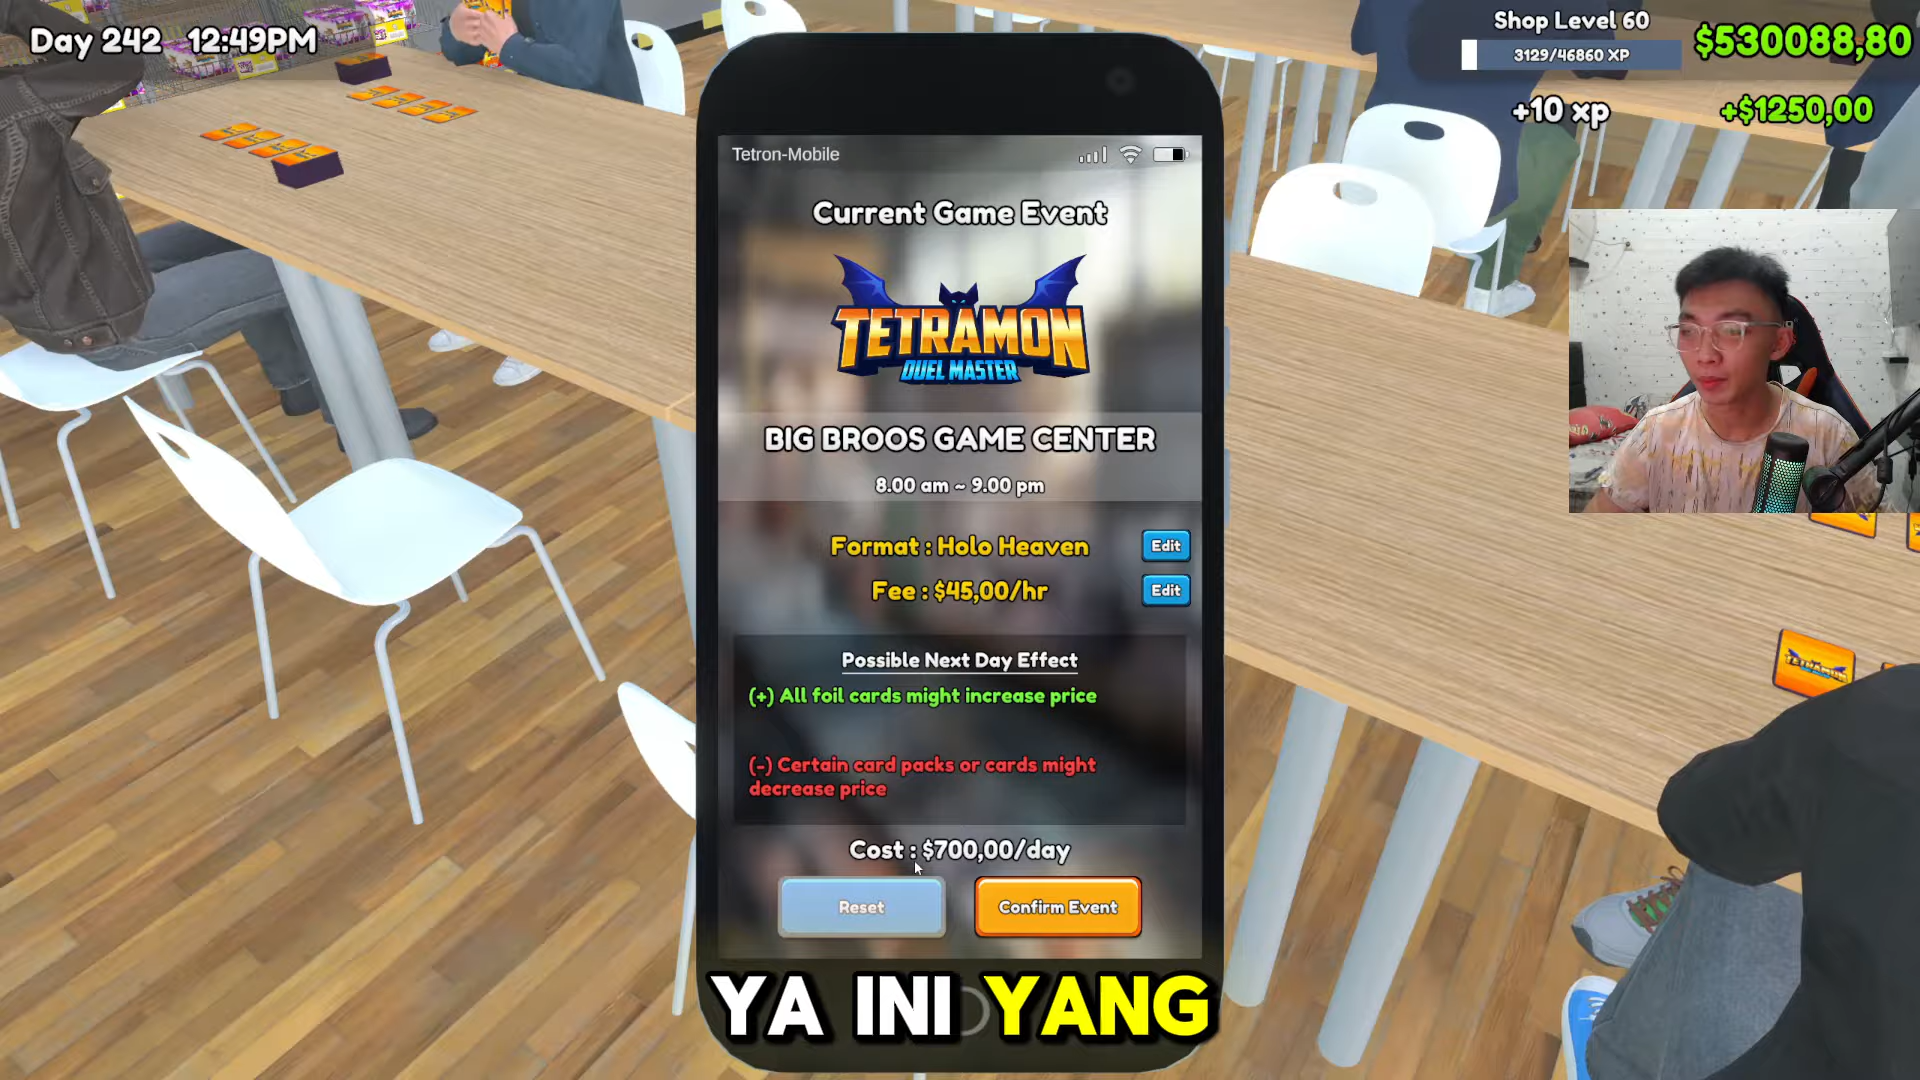 Day 242 12:49PM
Shop Level 60
3129/46860 XP
$530088,80
+10 xp
+$1250,00
Tetron-Mobile
Current Game Event
TETRAMON
DUEL MASTER
BIG BROOS GAME CENTER
8.00 am ~ 9.00 pm
Format : Holo Heaven
Edit
Fee : $45,00/hr
Edit
Possible Next Day Effect
(+) All foil cards might increase price
(-) Certain card packs or cards might
decrease price
Cost : $700,00/day
Reset
Confirm Event
YA INI YANG
TETRAMON